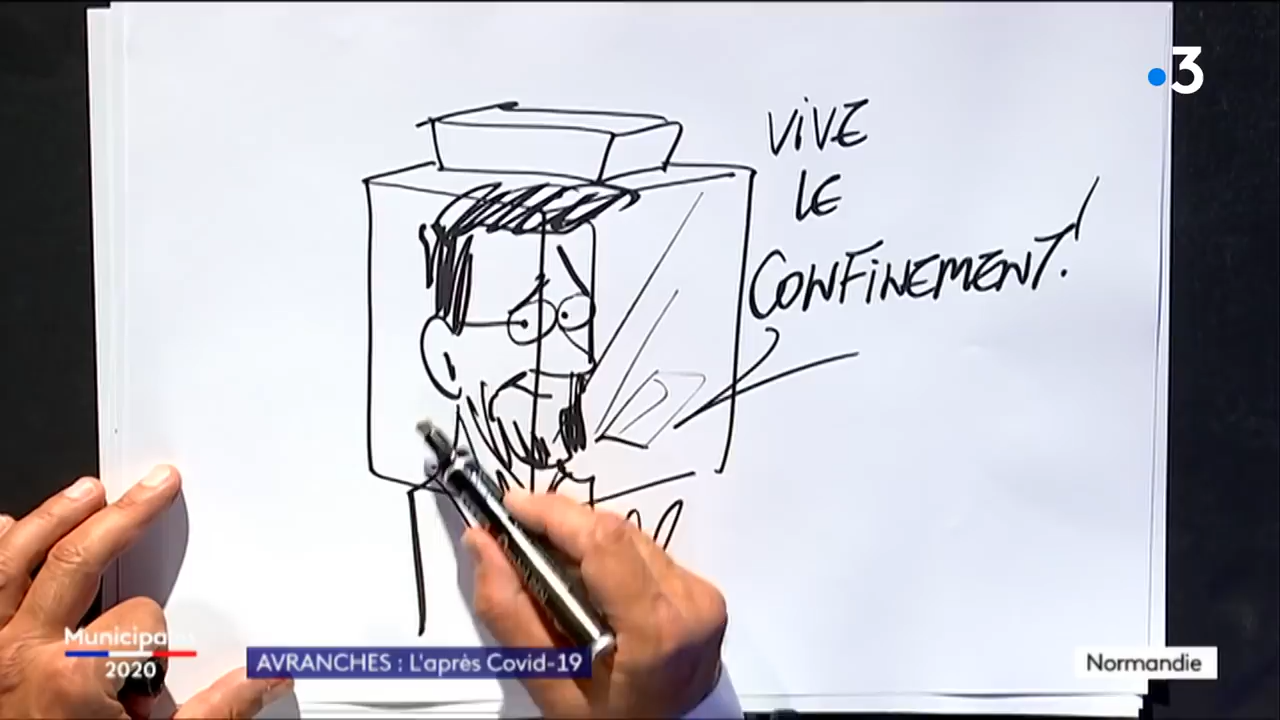 3
VIVE
LE
CONFINEMENT!
Municipales
2020
AVRANCHES : L'après Covid-19
Normandie